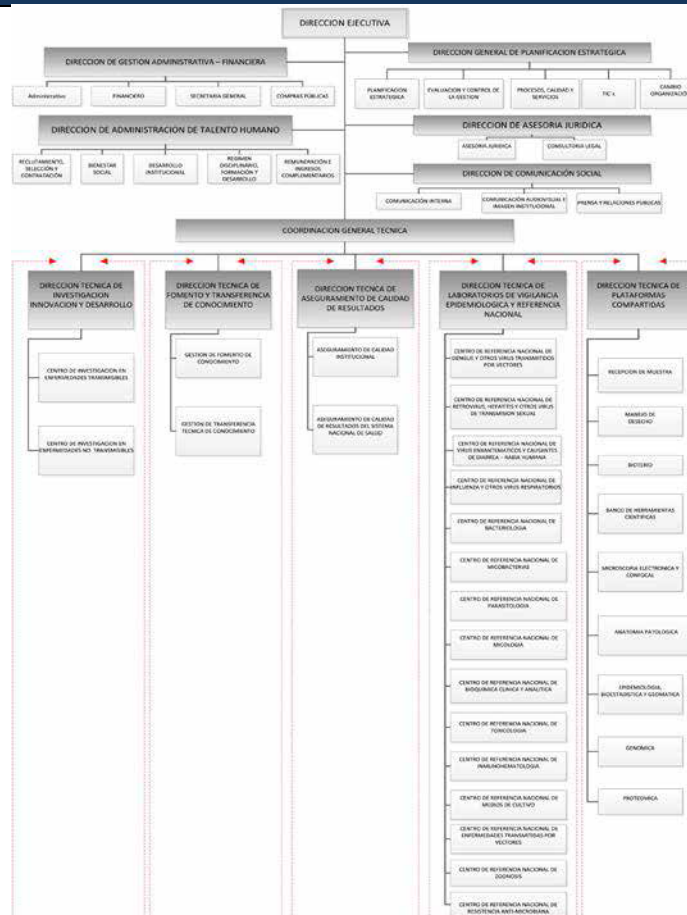 DIRECCION EJECUTIVA
DIRECCION DE GESTION ADMINISTRATIVA – FINANCIERA
Administrativo
FINANCIERO
SECRETARIA GENERAL
COMPRAS PÚBLICAS
DIRECCION GENERAL DE PLANIFICACION ESTRATEGICA
PLANIFICACION
ESTRATEGICA
EVALUACION Y CONTROL DE
LA GESTION
PROCESOS, CALIDAD Y
SERVICIOS
TIC´s
CAMBIO
ORGANIZACIO
DIRECCION DE ADMINISTRACION DE TALENTO HUMANO
RECLUTAMIENTO,
SELECCIÓN Y
CONTRATACIÓN
BIENESTAR
SOCIAL
DESARROLLO
INSTITUCIONAL
REGIMEN
DISCIPLINARIO,
FORMACIÓN Y
DESARROLLO
REMUNERACIÓN E
INGRESOS
COMPLEMENTARIOS
DIRECCION DE ASESORIA JURIDICA
ASESORIA JURIDICA
CONSULTORIA LEGAL
DIRECCION DE COMUNICACIÓN SOCIAL
COMUNICACIÓN INTERNA
COMUNICACIÓN AUDIOVISUAL E
IMAGEN INSTITUCIONAL
PRENSA Y RELACIONES PÚBLICAS
COORDINACION GENERAL TECNICA
DIRECCION TECNICA DE
INVESTIGACION
INNOVACION Y DESARROLLO
CENTRO DE INVESTIGACION EN
ENFERMEDADES TRANSMISIBLES
CENTRO DE INVESTIGACION EN
ENFERMEDADES NO TRANSMISIBLES
DIRECCION TECNICA DE
FOMENTO Y TRANSFERENCIA
DE CONOCIMIENTO
GESTION DE FOMENTO DE
CONOCIMIENTO
GESTION DE TRANSFERENCIA
TECNICA DE CONOCIMIENTO
DIRECCION TECNICA DE
ASEGURAMIENTO DE CALIDAD
DE RESULTADOS
ASEGURAMIENTO DE CALIDAD
INSTITUCIONAL
ASEGURAMIENTO DE CALIDAD
DE RESULTADOS DEL SISTEMA
NACIONAL DE SALUD
DIRECCION TECNICA DE
LABORATORIOS DE VIGILANCIA
EPIDEMIOLOGICA Y REFERENCIA
NACIONAL
CENTRO DE REFERENCIA NACIONAL DE
DENGUE Y OTROS VIRUS TRANSMITIDOS
POR VECTORES
CENTRO DE REFERENCIA NACIONAL DE
RETROVIRUS, HEPATITIS Y OTROS VIRUS
DE TRANSMISION SEXUAL
CENTRO DE REFERENCIA NACIONAL DE
VIRUS EXANTEMATICOS Y CAUSANTES
DE DIARREA – RABIA HUMANA
CENTRO DE REFERENCIA NACIONAL DE
INFLUENZA Y OTROS VIRUS RESPIRATORIOS
CENTRO DE REFERENCIA NACIONAL DE
BACTERIOLOGIA
CENTRO DE REFERENCIA NACIONAL DE
MICOBACTERIAS
CENTRO DE REFERENCIA NACIONAL DE
PARASITOLOGIA
CENTRO DE REFERENCIA NACIONAL DE
MICOLOGIA
CENTRO DE REFERENCIA NACIONAL DE
BIOQUIMICA CLINICA Y ANALITICA
CENTRO DE REFERENCIA NACIONAL DE
TOXICOLOGIA
CENTRO DE REFERENCIA NACIONAL DE
INMUNOHEMATOLOGIA
CENTRO DE REFERENCIA NACIONAL DE
MEDIOS DE CULTIVO
CENTRO DE REFERENCIA NACIONAL DE
ENFERMEDADES TRANSMITIDAS POR
VECTORES
CENTRO DE REFERENCIA NACIONAL DE
ZOONOSIS
CENTRO DE REFERENCIA NACIONAL DE
RESISTENCIA ANTI-MICROBIANA
DIRECCION TECNICA DE
PLATAFORMAS
COMPARTIDAS
RECEPCION DE MUESTRA
MANEJO DE
DESECHO
BIOTERIO
BANCO DE HERRAMIENTAS
CIENTIFICAS
MICROSCOPIA ELECTRONICA Y
CONFOCAL
ANATOMIA PATOLOGICA
EPIDEMIOLOGIA,
BIOESTADISTICA Y GEOMATICA
GENOMICA
PROTEOMICA